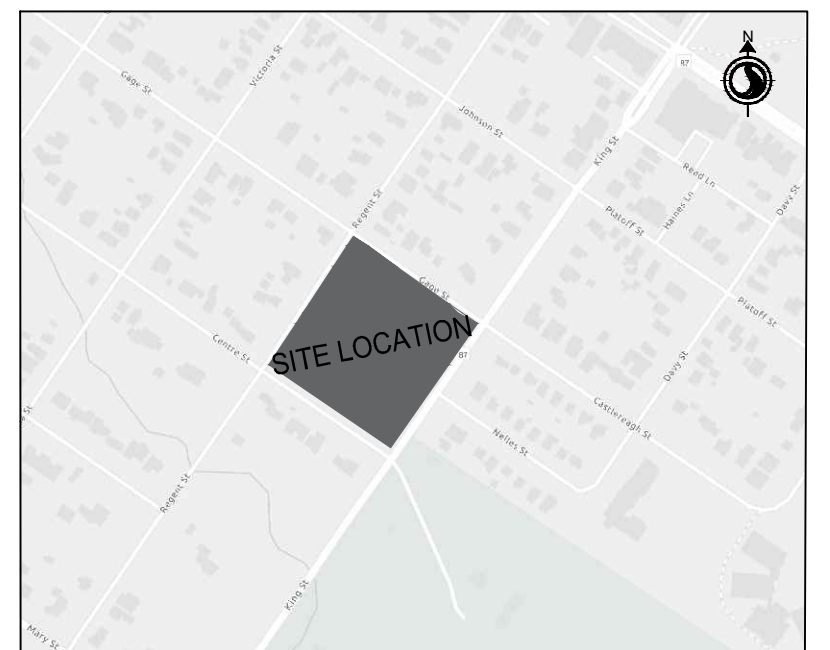 N
87
Gage St
Victoria St
Johnson St
King St
Read Ln
Haines Ln
Davy St
Regent St
Platoff St
Gage St
Platoff St
SITE LOCATION
87
Centre St
Davy St
Castlereagh St
Nelles St
Regent St
King St
Mary St